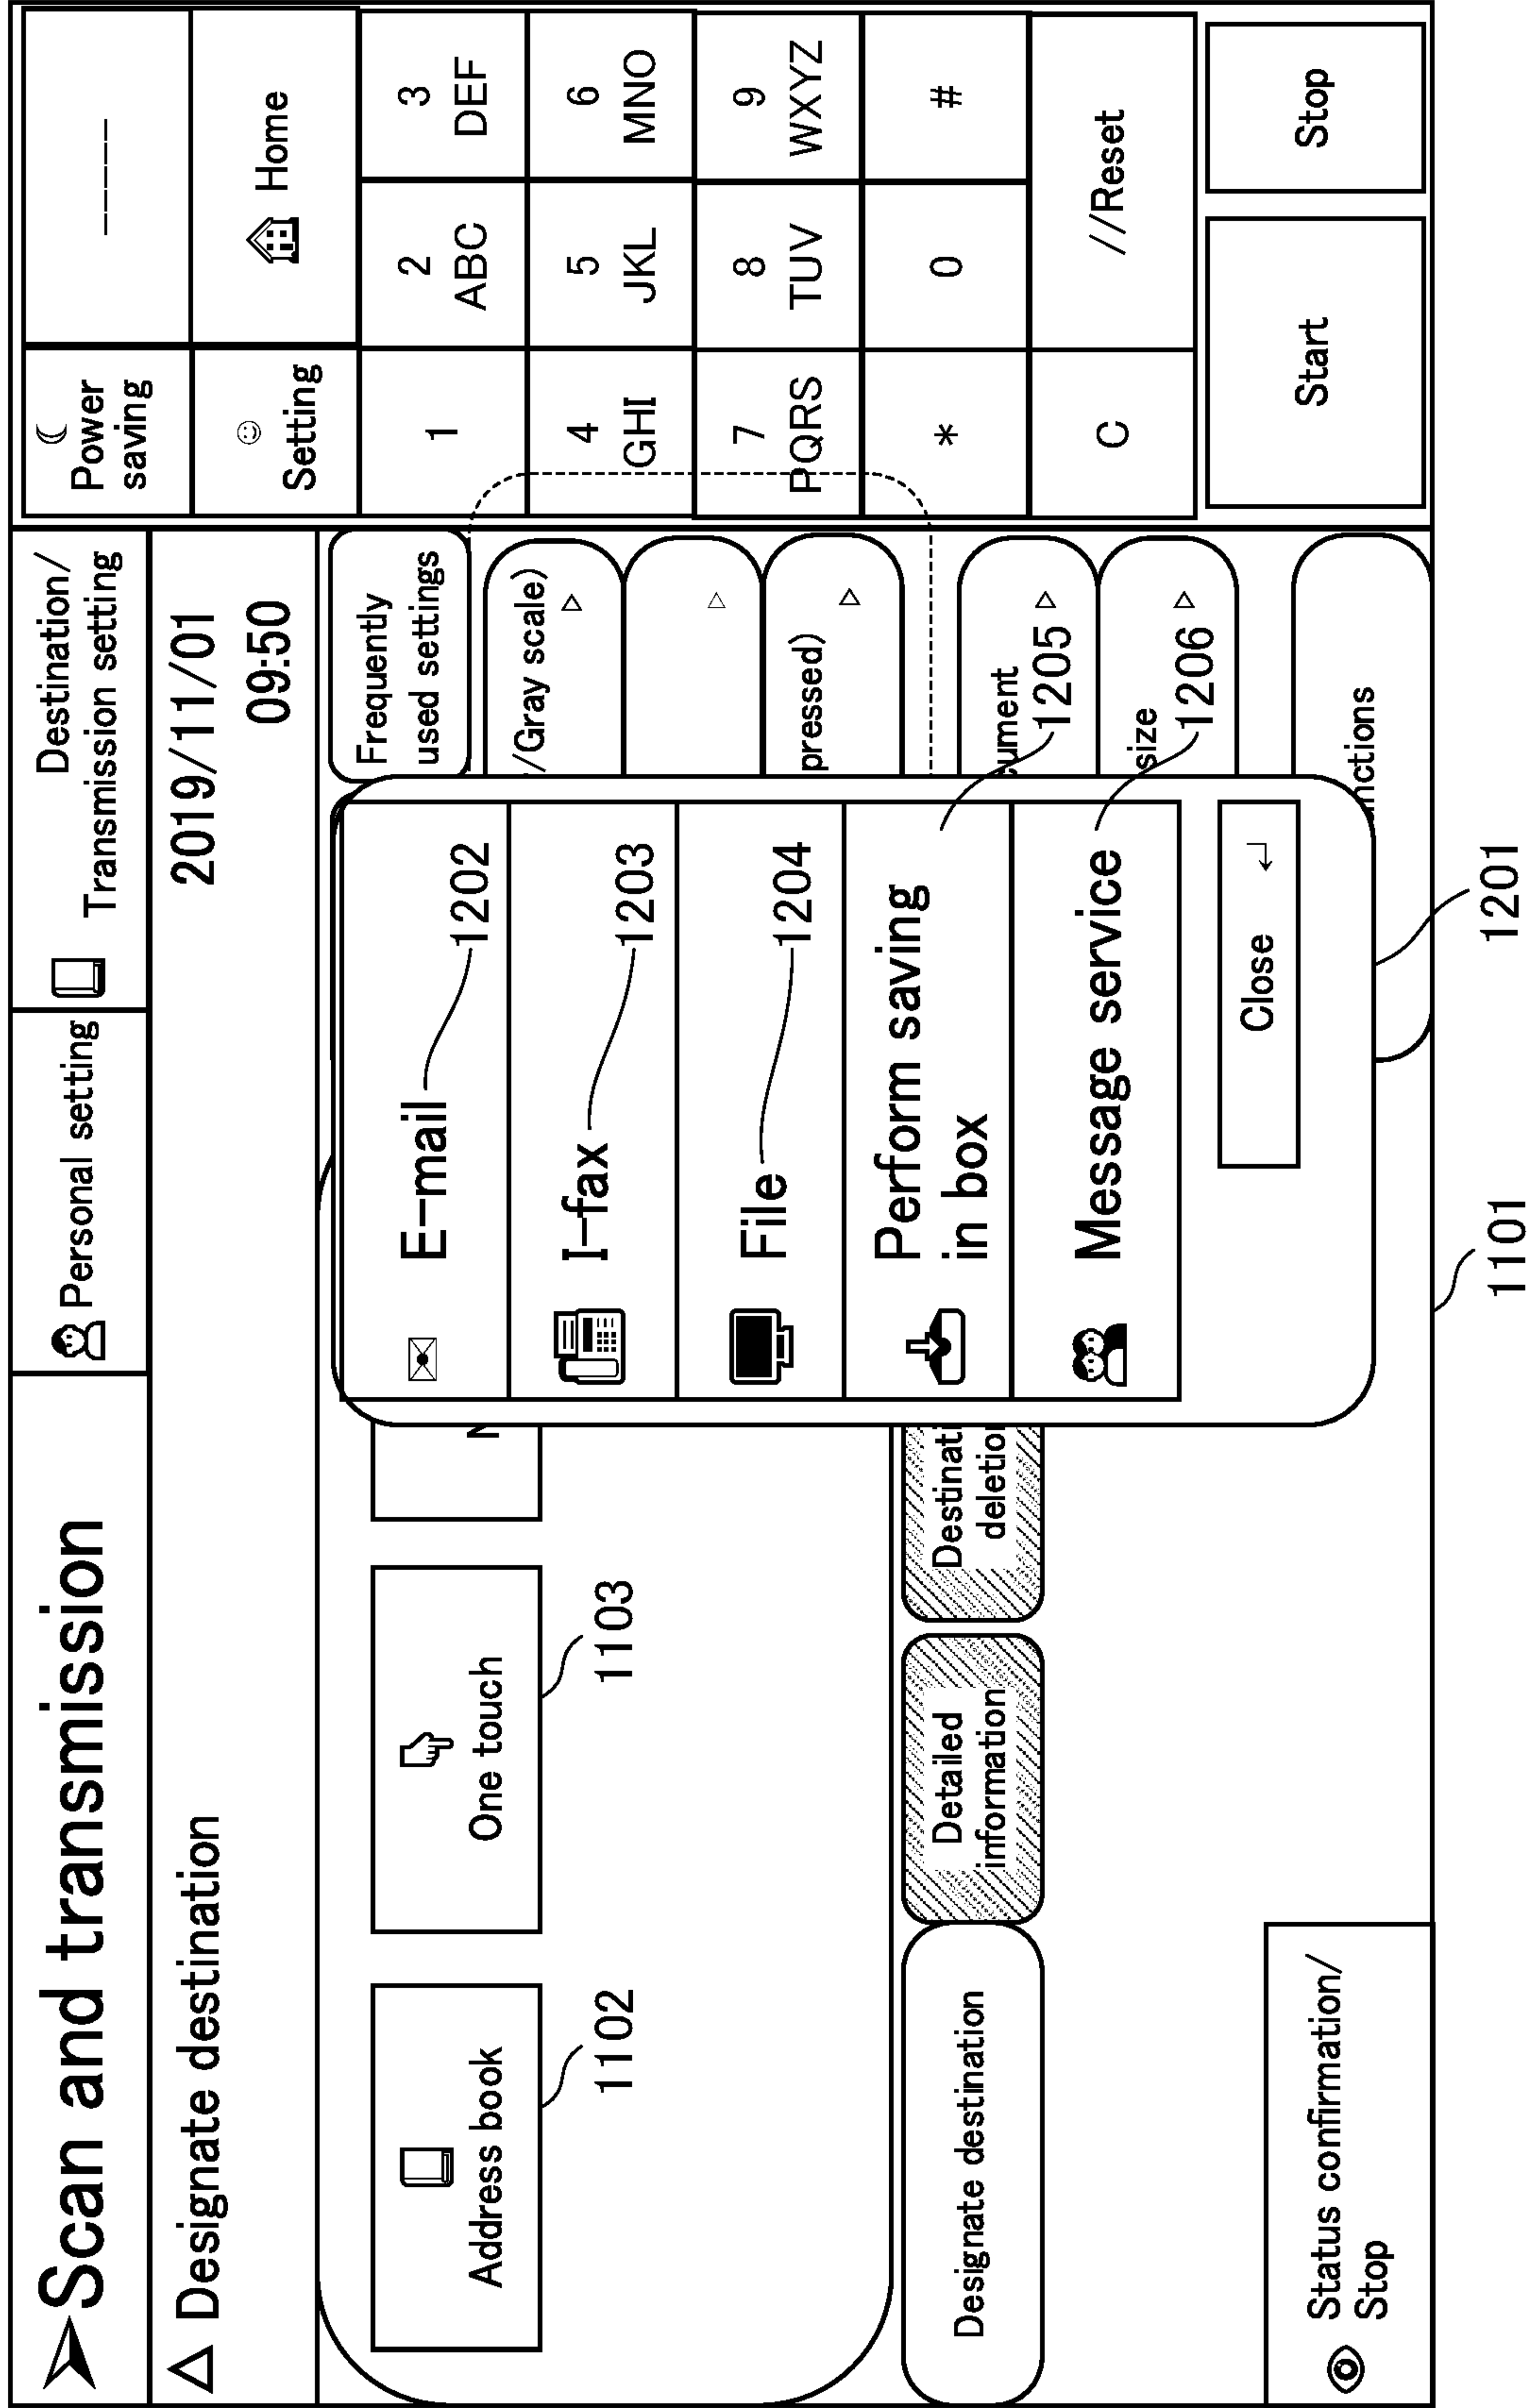 Scan and transmission
Personal setting
Destination/
Transmission setting
Designate destination
2019/11/01
09:50
Address book
1102
One touch
1103
N
E-mail
1202
I-fax
1203
File
1204
Perform saving
in box
1205
Message service
1206
Close
1201
1101
Frequently
used settings
/Gray scale)
pressed)
cument
size
nctions
Designate destination
Detailed
information
Destinati
deletion
Status confirmation/
Stop
Power
saving
------
Setting
Home
1
2
ABC
3
DEF
4
GHI
5
JKL
6
MNO
7
PQRS
8
TUV
9
WXYZ
*
0
#
C
//Reset
Start
Stop